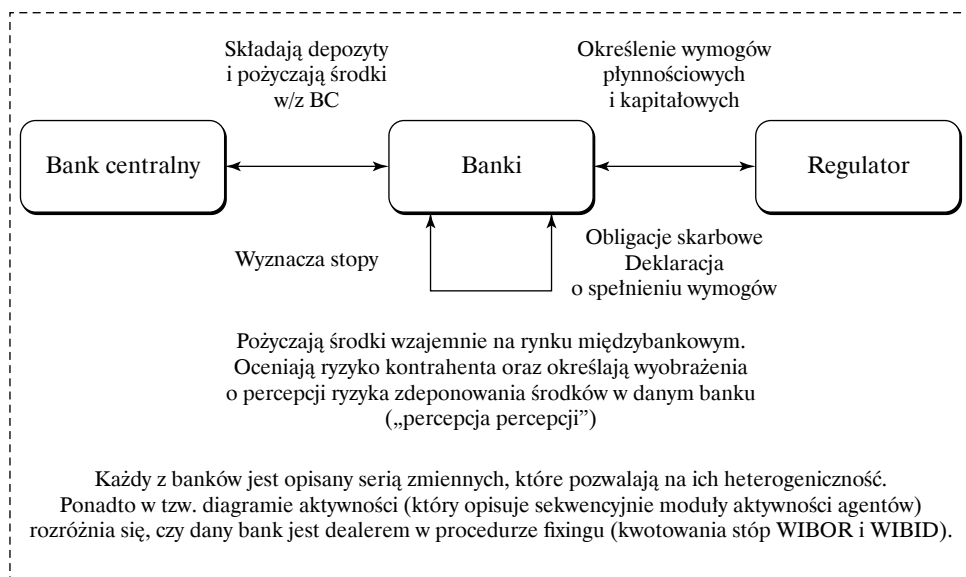 Składają depozyty
i pożyczają środki
w/z BC
Określenie wymogów
płynnościowych
i kapitałowych
Bank centralny
Banki
Regulator
Wyznacza stopy
Obligacje skarbowe
Deklaracja
o spełnieniu wymogów
Pożyczają środki wzajemnie na rynku międzybankowym.
Oceniają ryzyko kontrahenta oraz określają wyobrażenia
o percepcji ryzyka zdeponowania środków w danym banku
(„percepcja percepcji”)
Każdy z banków jest opisany serią zmiennych, które pozwalają na ich heterogeniczność.
Ponadto w tzw. diagramie aktywności (który opisuje sekwencyjnie moduły aktywności agentów)
rozróżnia się, czy dany bank jest dealerem w procedurze fixingu (kwotowania stóp WIBOR i WIBID).